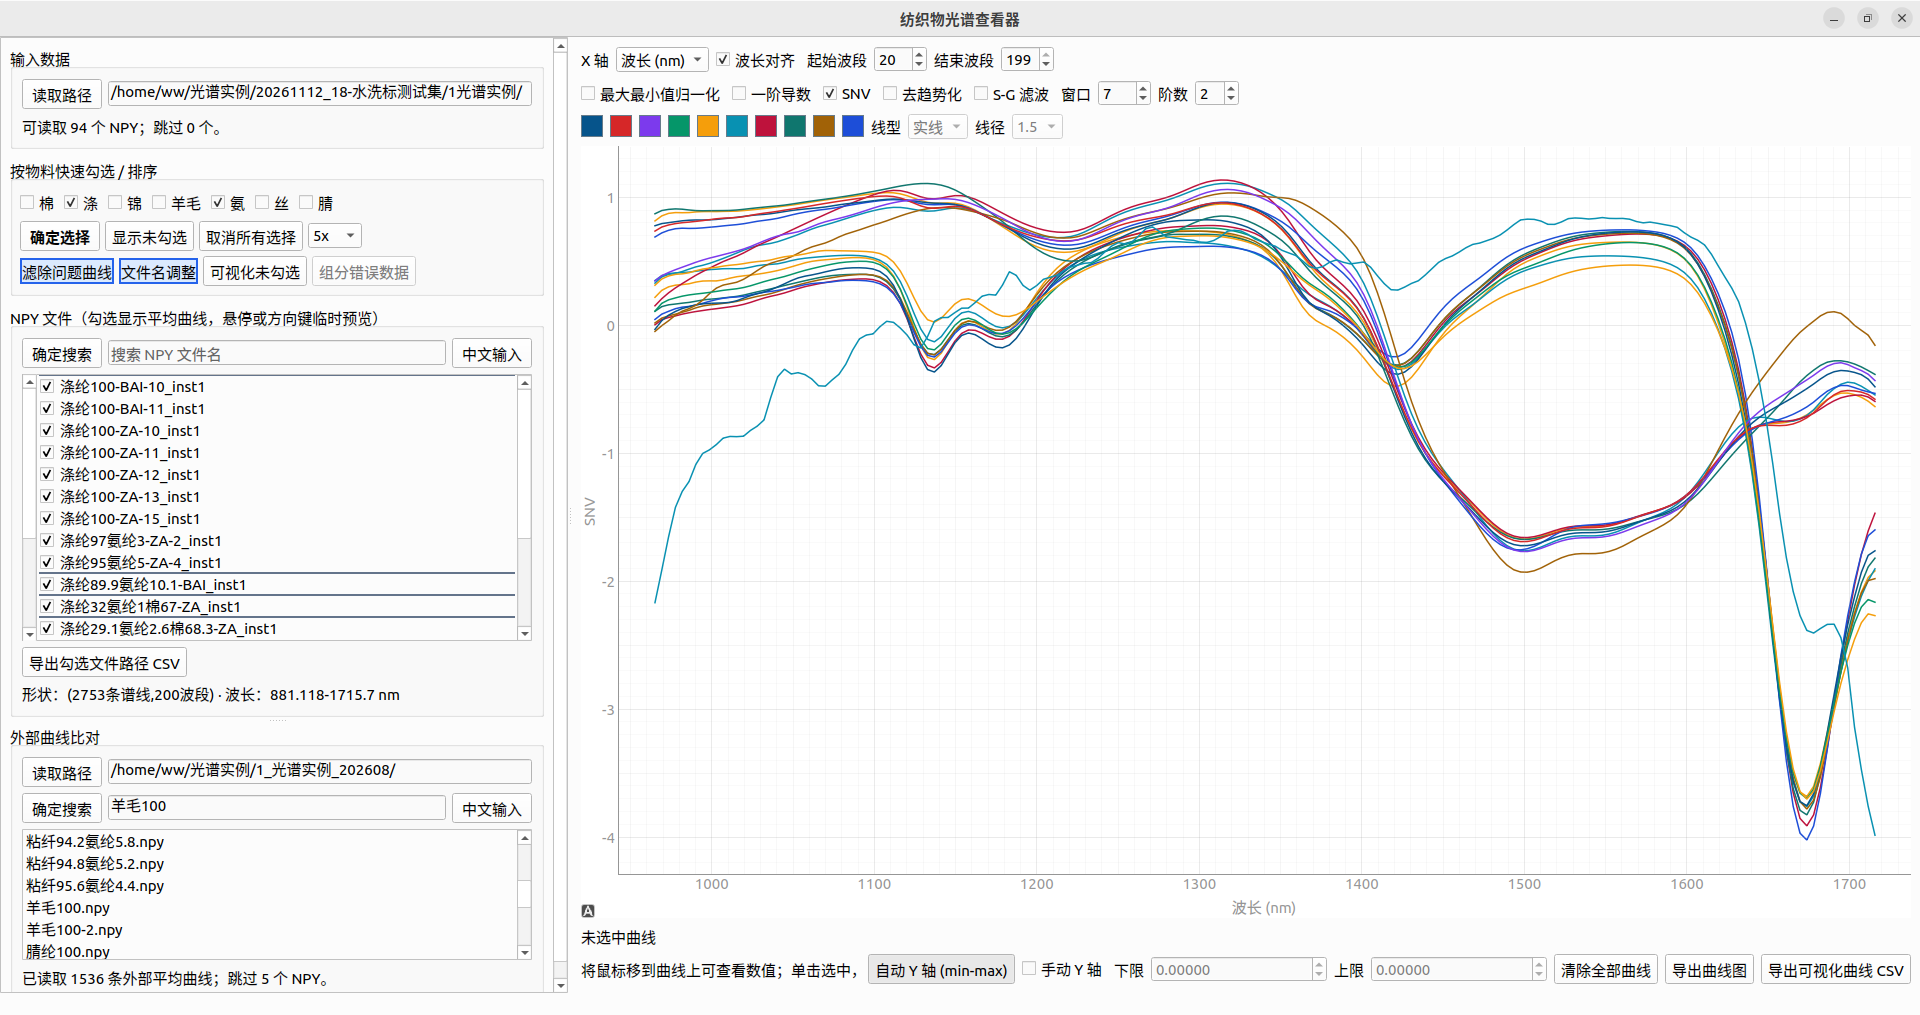 纺织物光谱查看器
输入数据
读取路径 /home/ww/光谱实例/20261112_18-水洗标测试集/1光谱实例/
可读取 94 个 NPY；跳过 0 个。
按物料快速勾选 / 排序
棉 涤 锦 羊毛 氨 丝 腈
确定选择 显示未勾选 取消所有选择 5x
滤除问题曲线 文件名调整 可视化未勾选 组分错误数据
NPY 文件（勾选显示平均曲线，悬停或方向键临时预览）
确定搜索 搜索 NPY 文件名 中文输入
涤纶100-BAI-10_inst1
涤纶100-BAI-11_inst1
涤纶100-ZA-10_inst1
涤纶100-ZA-11_inst1
涤纶100-ZA-12_inst1
涤纶100-ZA-13_inst1
涤纶100-ZA-15_inst1
涤纶97氨纶3-ZA-2_inst1
涤纶95氨纶5-ZA-4_inst1
涤纶89.9氨纶10.1-BAI_inst1
涤纶32氨纶1棉67-ZA_inst1
涤纶29.1氨纶2.6棉68.3-ZA_inst1
导出勾选文件路径 CSV
形状：(2753条谱线,200波段) · 波长：881.118-1715.7 nm
外部曲线比对
读取路径 /home/ww/光谱实例/1_光谱实例_202608/
确定搜索 羊毛100 中文输入
粘纤94.2氨纶5.8.npy
粘纤94.8氨纶5.2.npy
粘纤95.6氨纶4.4.npy
羊毛100.npy
羊毛100-2.npy
腈纶100.npy
已读取 1536 条外部平均曲线；跳过 5 个 NPY。
X 轴 波长 (nm) 波长对齐 起始波段 20 结束波段 199
最大最小值归一化 一阶导数 SNV 去趋势化 S-G 滤波 窗口 7 阶数 2
线型 实线 线径 1.5
1
0
-1
-2
-3
-4
SNV
1000 1100 1200 1300 1400 1500 1600 1700
波长 (nm)
A
未选中曲线
将鼠标移到曲线上可查看数值；单击选中， 自动 Y 轴 (min-max) 手动 Y 轴 下限 0.00000 上限 0.00000 清除全部曲线 导出曲线图 导出可视化曲线 CSV